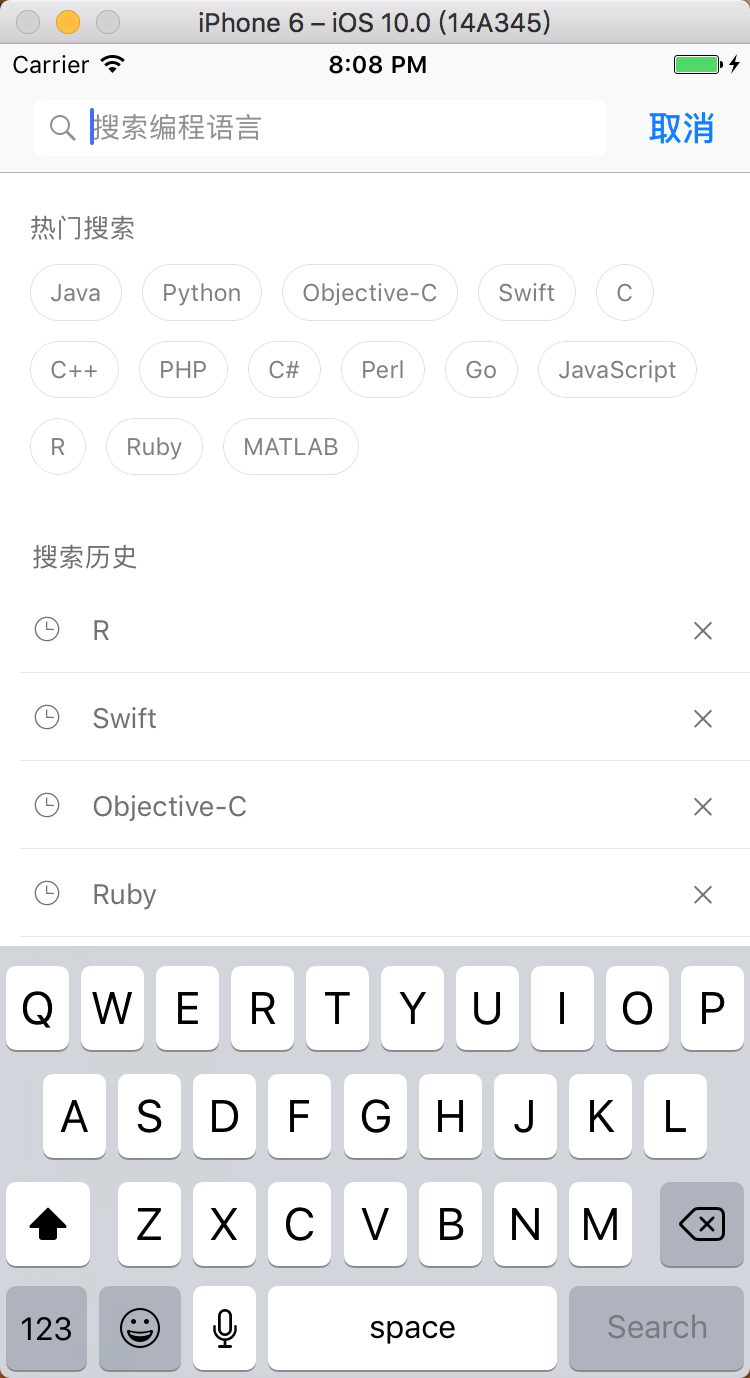 iPhone 6 – iOS 10.0 (14A345)
Carrier 8:08 PM
搜索编程语言 取消
热门搜索
Java Python Objective-C Swift C
C++ PHP C# Perl Go JavaScript
R Ruby MATLAB
搜索历史
R
Swift
Objective-C
Ruby
Q W E R T Y U I O P
A S D F G H J K L
Z X C V B N M
123 space Search